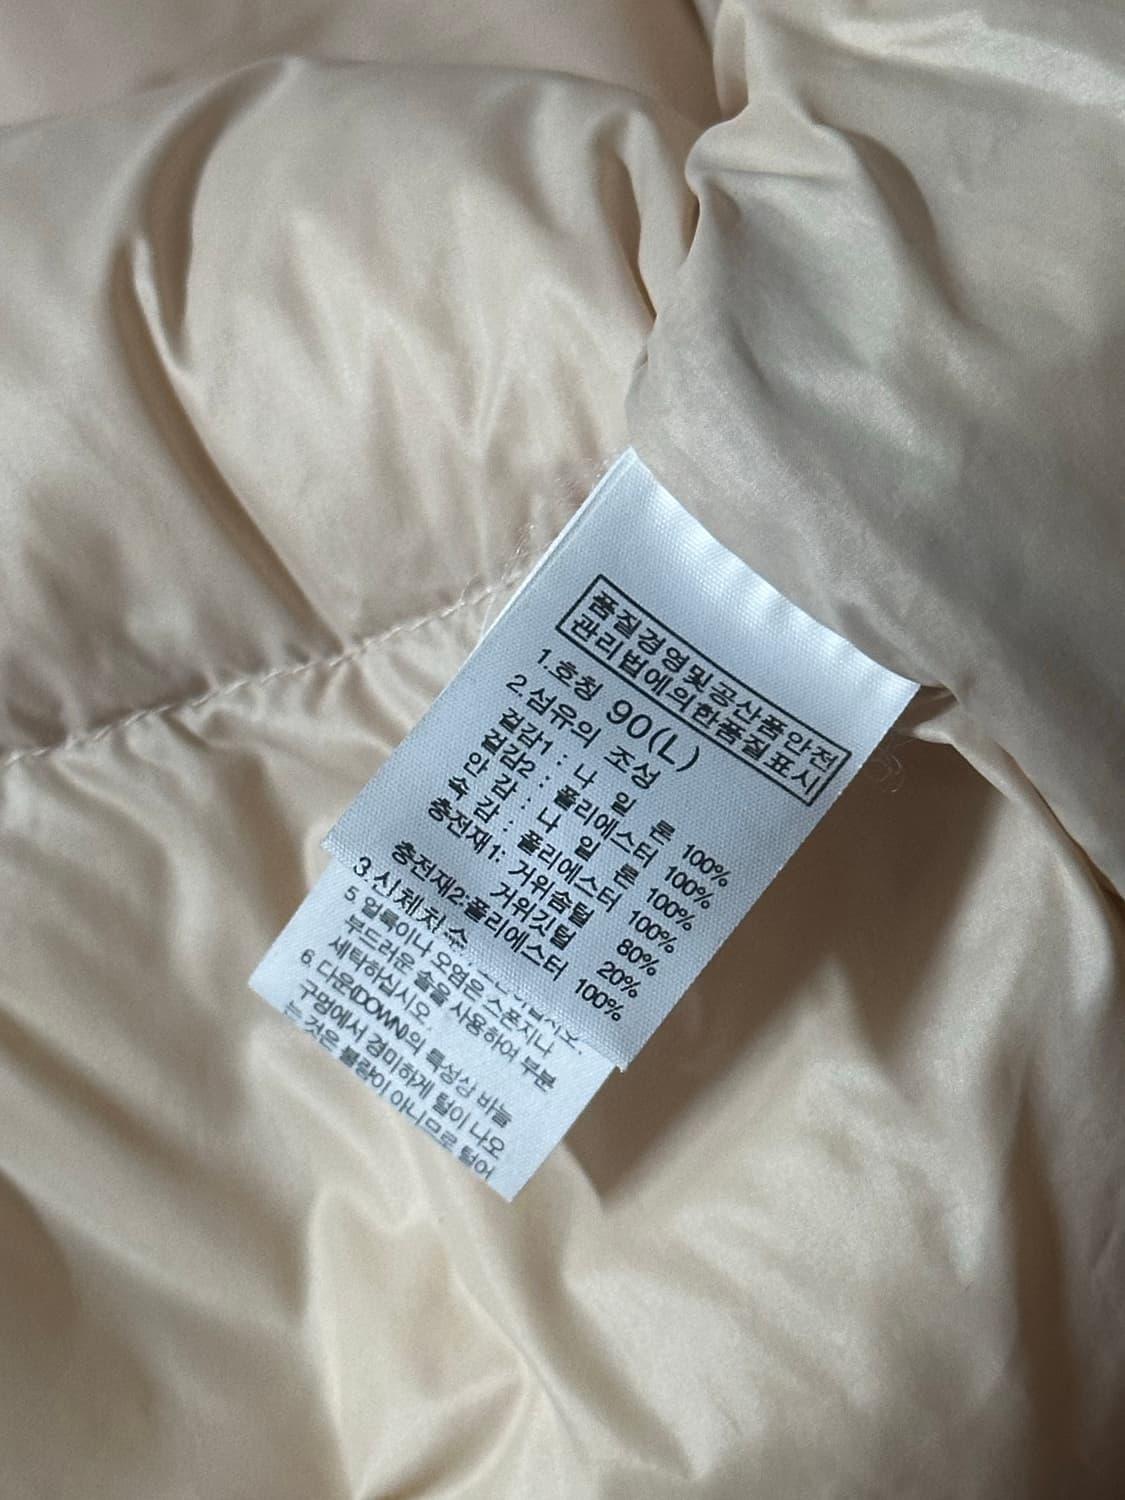 품질경영및공산품안전
관리법에의한품질표시
1.호칭 90(L)
2.섬유의 조성
겉감1 : 나 일 론 100%
겉감2 : 폴리에스터 100%
안 감 : 나 일 론 100%
속 감 : 폴리에스터 100%
충전재1: 거위솜털 80%
거위깃털 20%
충전재2:폴리에스터 100%
3.신체치수
5.얼룩이나 오염은 스폰지나
부드러운 솔을 사용하여 부분
세탁하십시오.
6.다운(DOWN)의 특성상 바늘
구멍에서 경미하게 털이 나오
는 것은 불량이 아니므로 털어